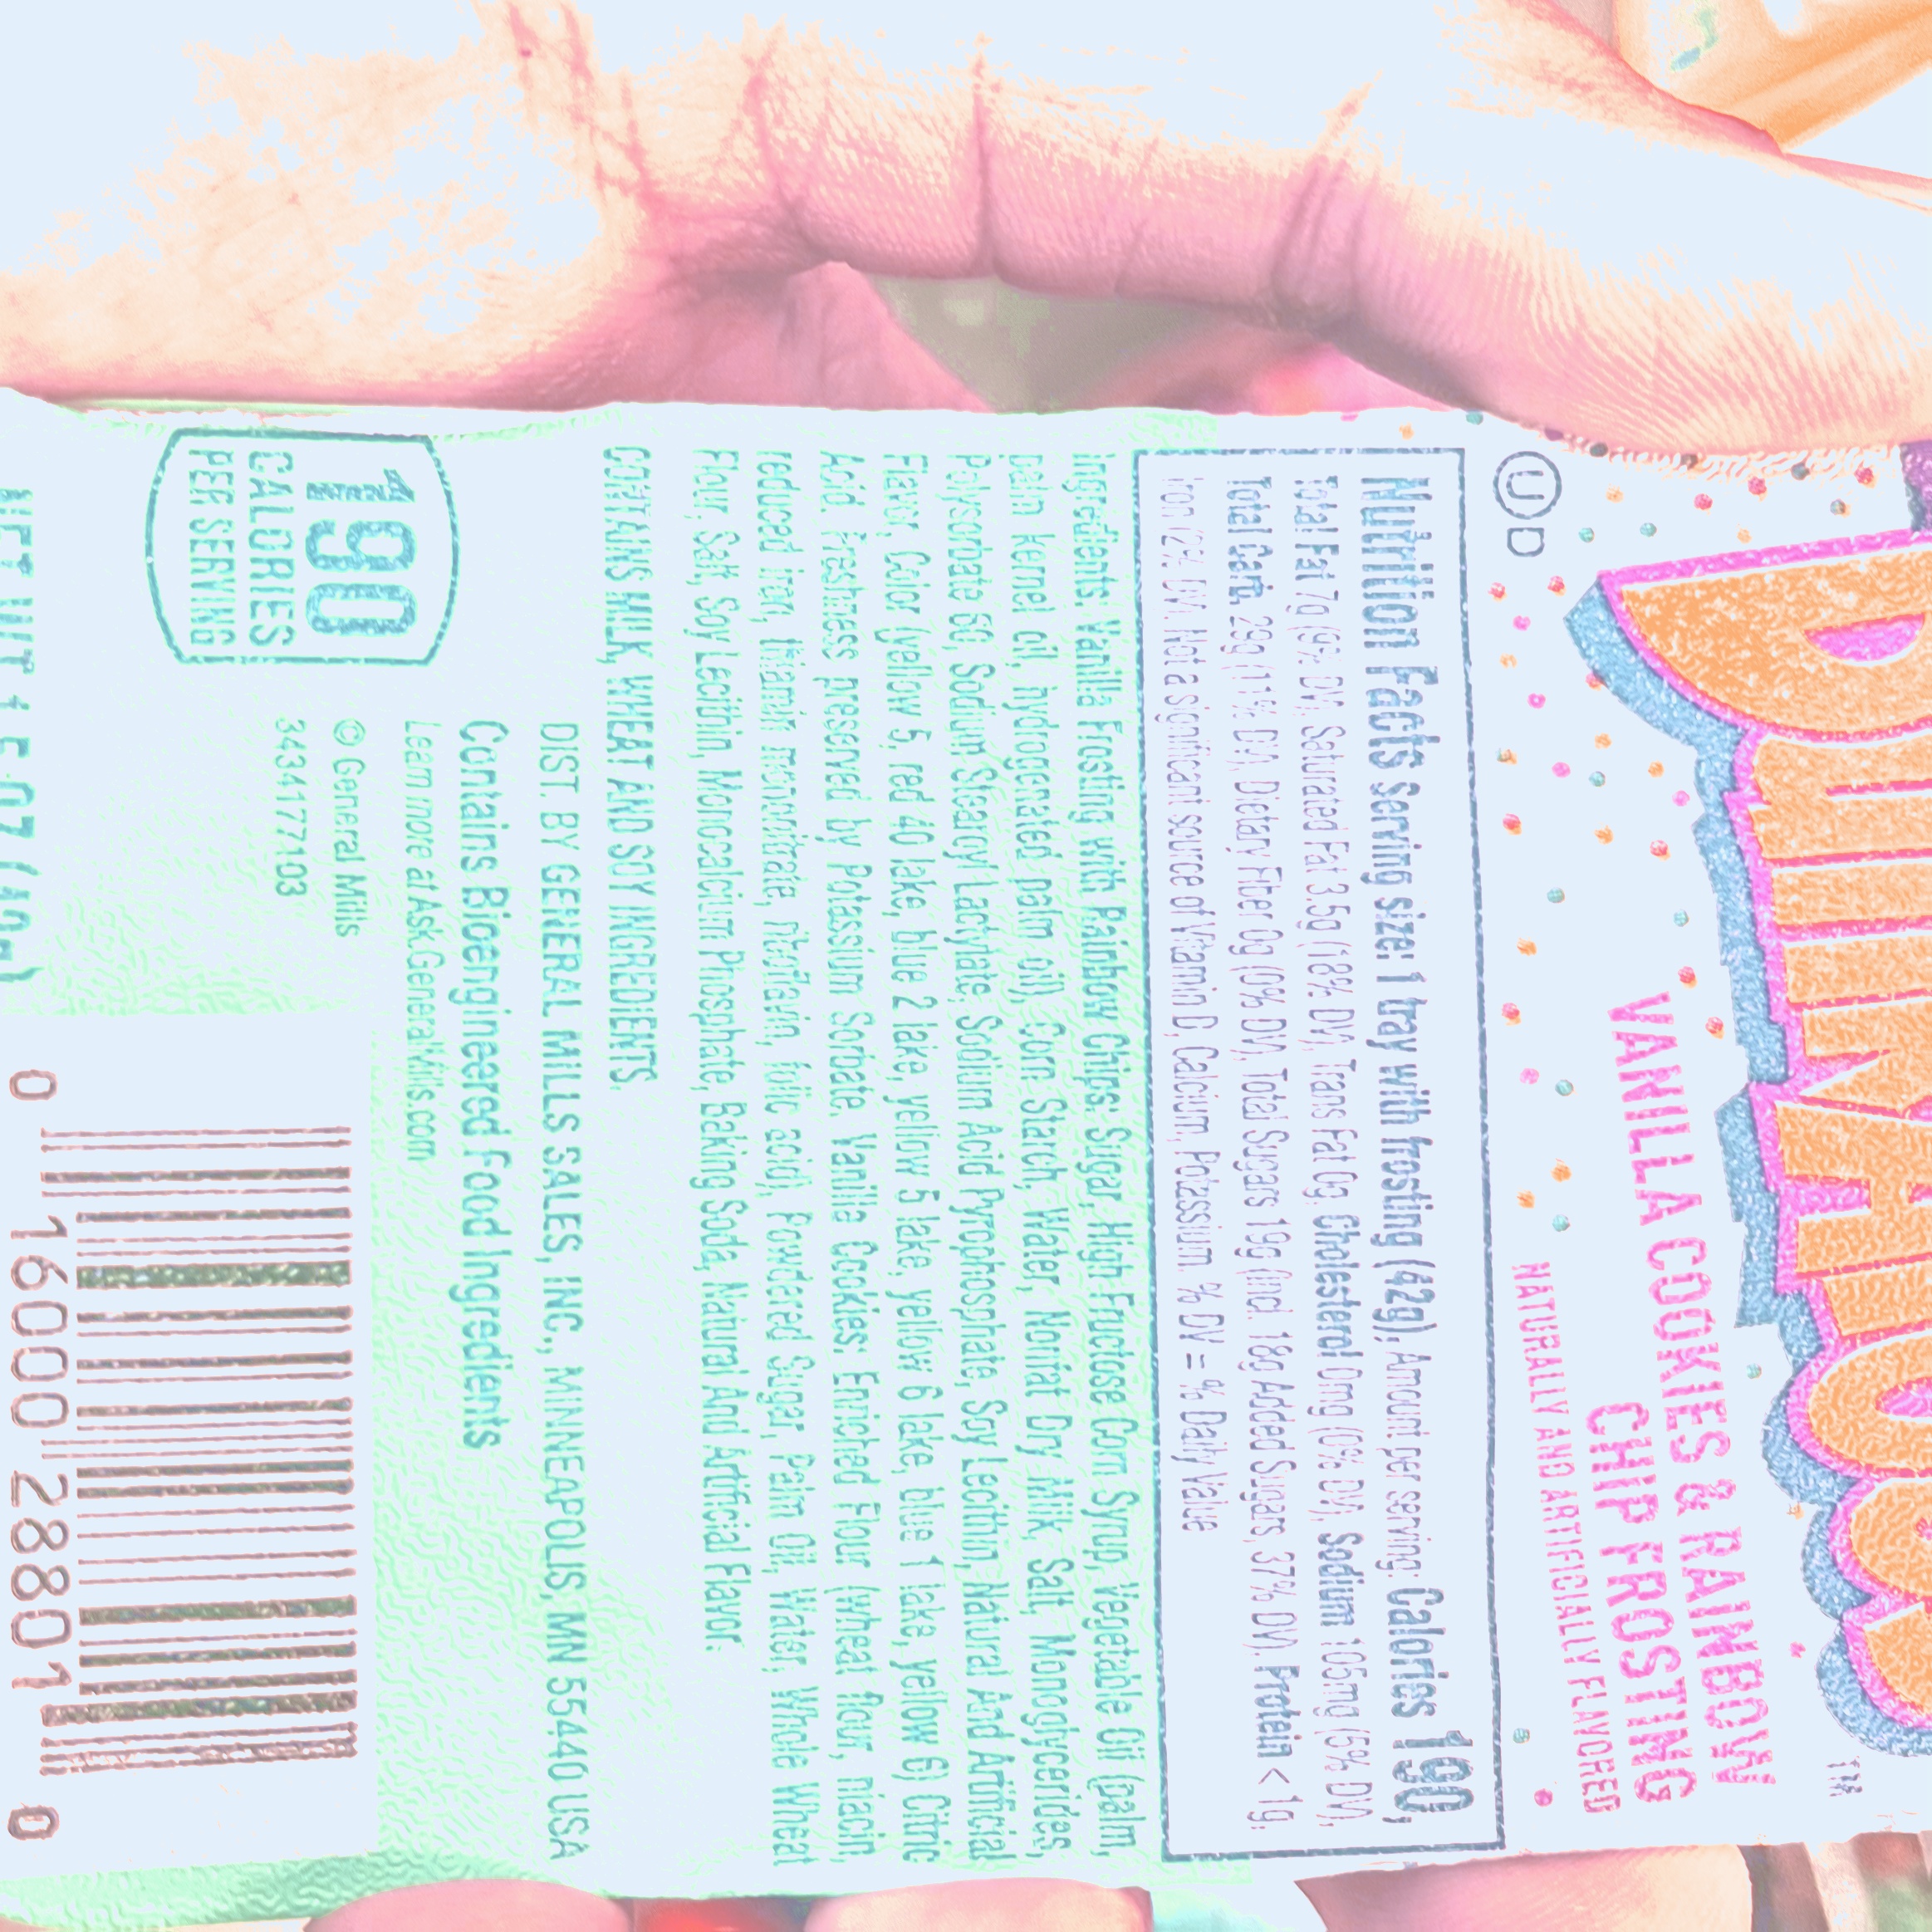 DUNKAROOS
TM
VANILLA COOKIES & RAINBOW
CHIP FROSTING
NATURALLY AND ARTIFICIALLY FLAVORED
U D
Nutrition Facts Serving size: 1 tray with frosting (42g), Amount per serving: Calories 190,
Total Fat 7g (9% DV), Saturated Fat 3.5g (18% DV), Trans Fat 0g, Cholesterol 0mg (0% DV), Sodium 105mg (5% DV),
Total Carb. 29g (11% DV), Dietary Fiber 0g (0% DV), Total Sugars 19g (Incl. 18g Added Sugars, 37% DV), Protein < 1g,
Iron (2% DV). Not a significant source of Vitamin D, Calcium, Potassium. % DV = % Daily Value
Ingredients: Vanilla Frosting with Rainbow Chips: Sugar, High Fructose Corn Syrup, Vegetable Oil (palm,
palm kernel oil, hydrogenated palm oil), Corn Starch, Water, Nonfat Dry Milk, Salt, Monoglycerides,
Polysorbate 60, Sodium Stearoyl Lactylate, Sodium Acid Pyrophosphate, Soy Lecithin, Natural And Artificial
Flavor, Color (yellow 5, red 40 lake, blue 2 lake, yellow 5 lake, yellow 6 lake, blue 1 lake, yellow 6) Citric
Acid. Freshness preserved by Potassium Sorbate. Vanilla Cookies: Enriched Flour (wheat flour, niacin,
reduced iron, thiamin mononitrate, riboflavin, folic acid), Powdered Sugar, Palm Oil, Water, Whole Wheat
Flour, Salt, Soy Lecithin, Monocalcium Phosphate, Baking Soda, Natural And Artificial Flavor.
CONTAINS MILK, WHEAT AND SOY INGREDIENTS.
DIST. BY GENERAL MILLS SALES, INC., MINNEAPOLIS, MN 55440 USA
Contains Bioengineered Food Ingredients
Learn more at Ask.GeneralMills.com
© General Mills
3434177103
190
CALORIES
PER SERVING
NET WT 1.5 OZ (42g)
0 16000 28801 0